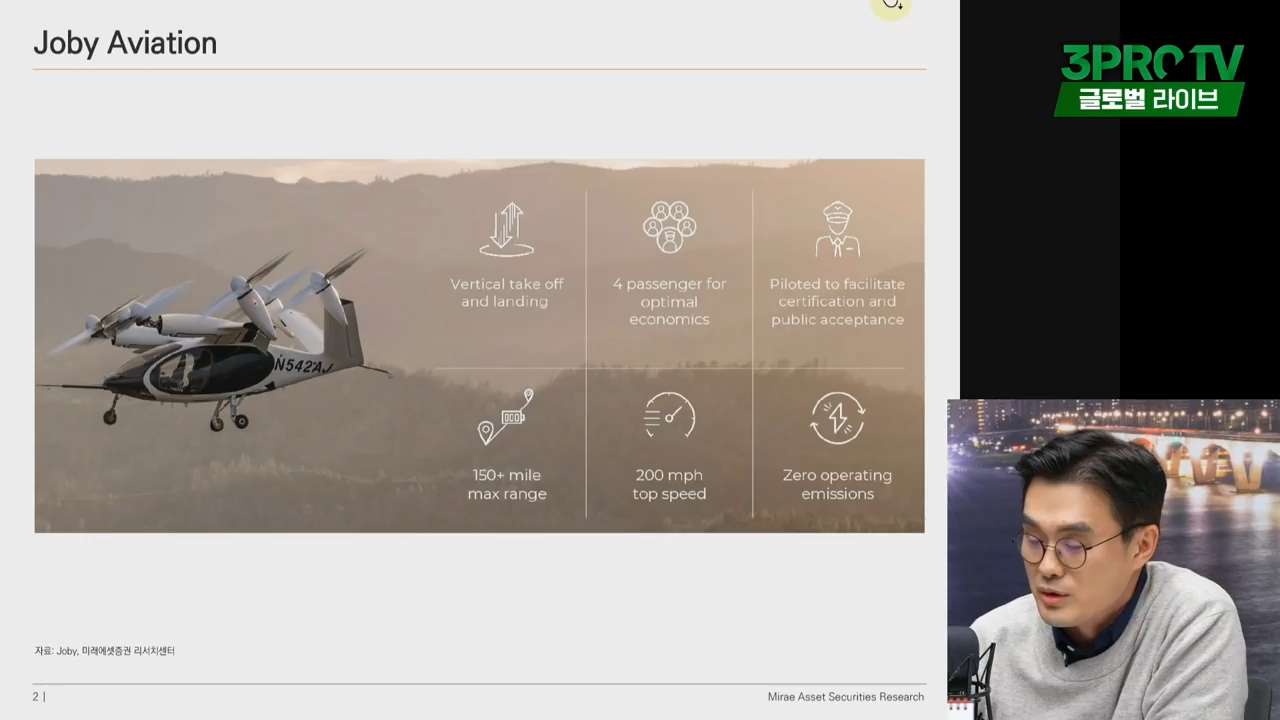 Joby Aviation
3PRO TV
글로벌 라이브
Vertical take off
and landing
4 passenger for
optimal
economics
Piloted to facilitate
certification and
public acceptance
N542AJ
150+ mile
max range
200 mph
top speed
Zero operating
emissions
자료: Joby, 미래에셋증권 리서치센터
2 |
Mirae Asset Securities Research